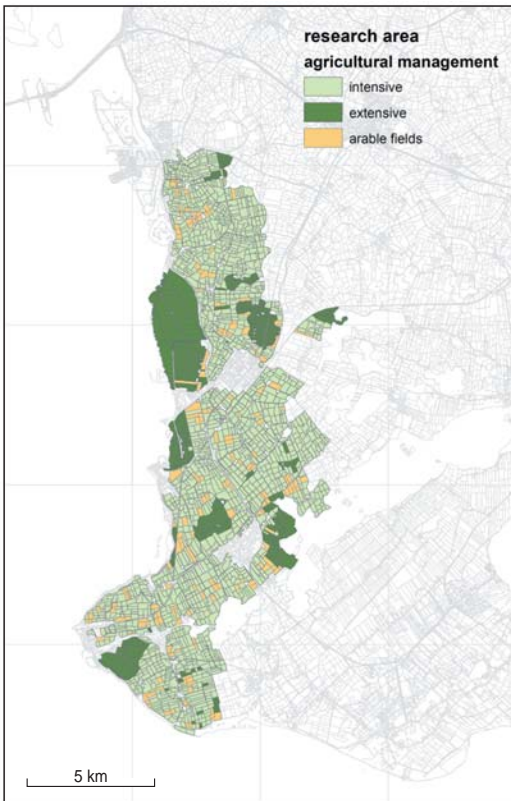 research area
agricultural management
intensive
extensive
arable fields
5 km